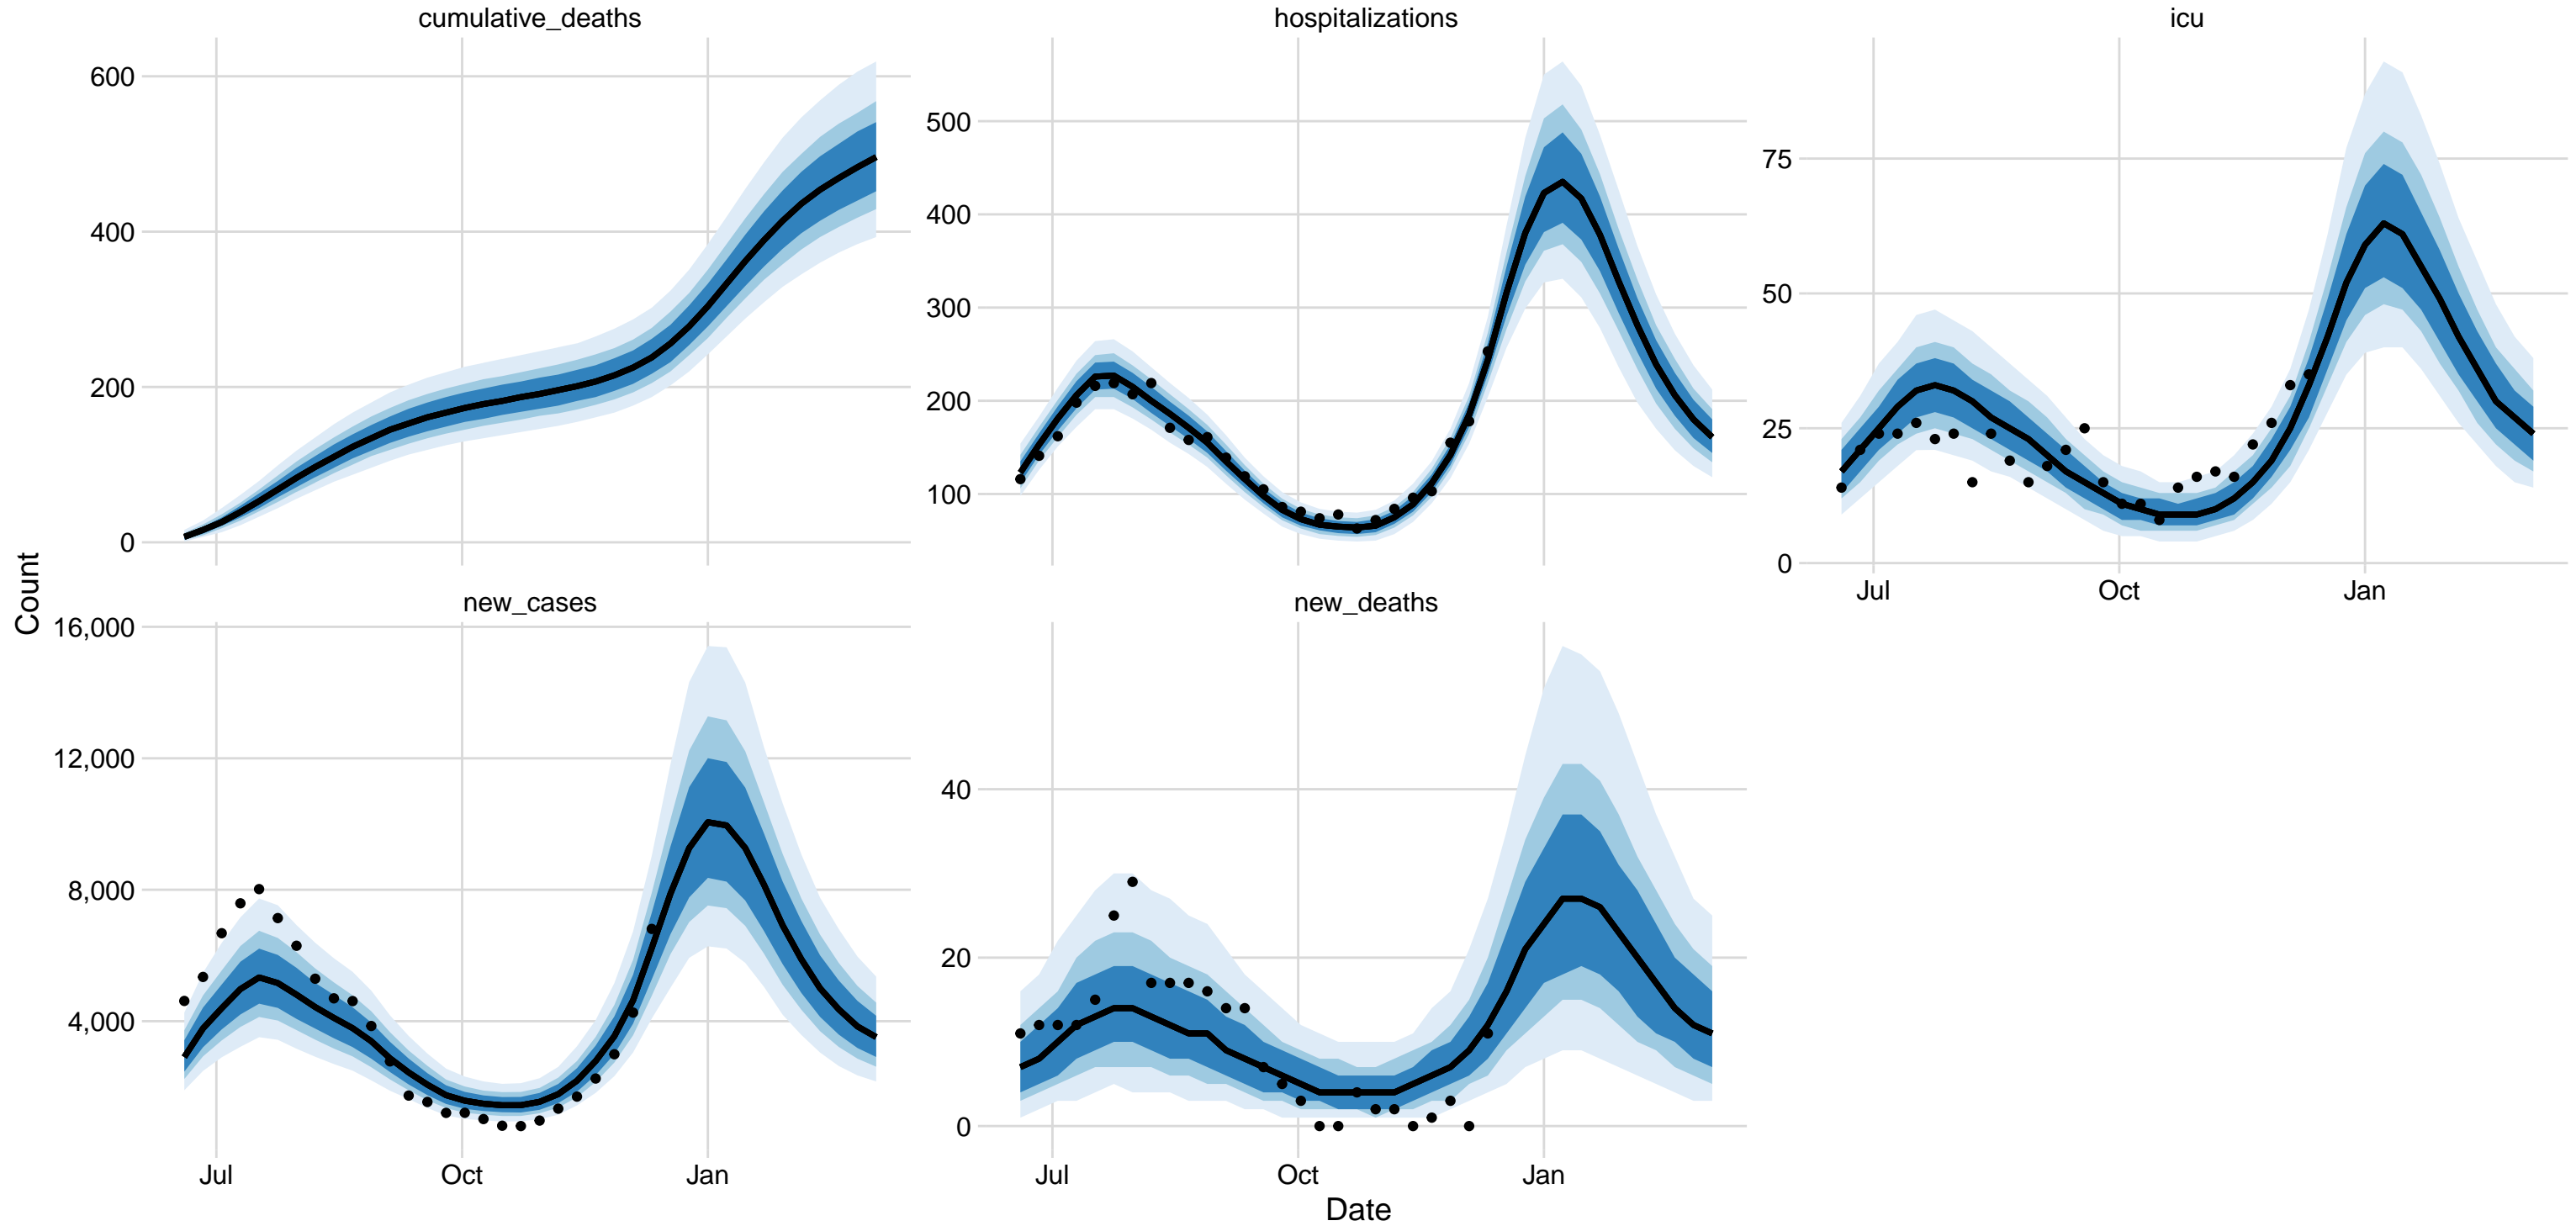 cumulative_deaths
hospitalizations
icu
600
400
200
0
500
400
300
200
100
75
50
25
0
Jul
Oct
Jan
Count
new_cases
new_deaths
16,000
12,000
8,000
4,000
40
20
0
Jul
Oct
Jan
Jul
Oct
Jan
Date